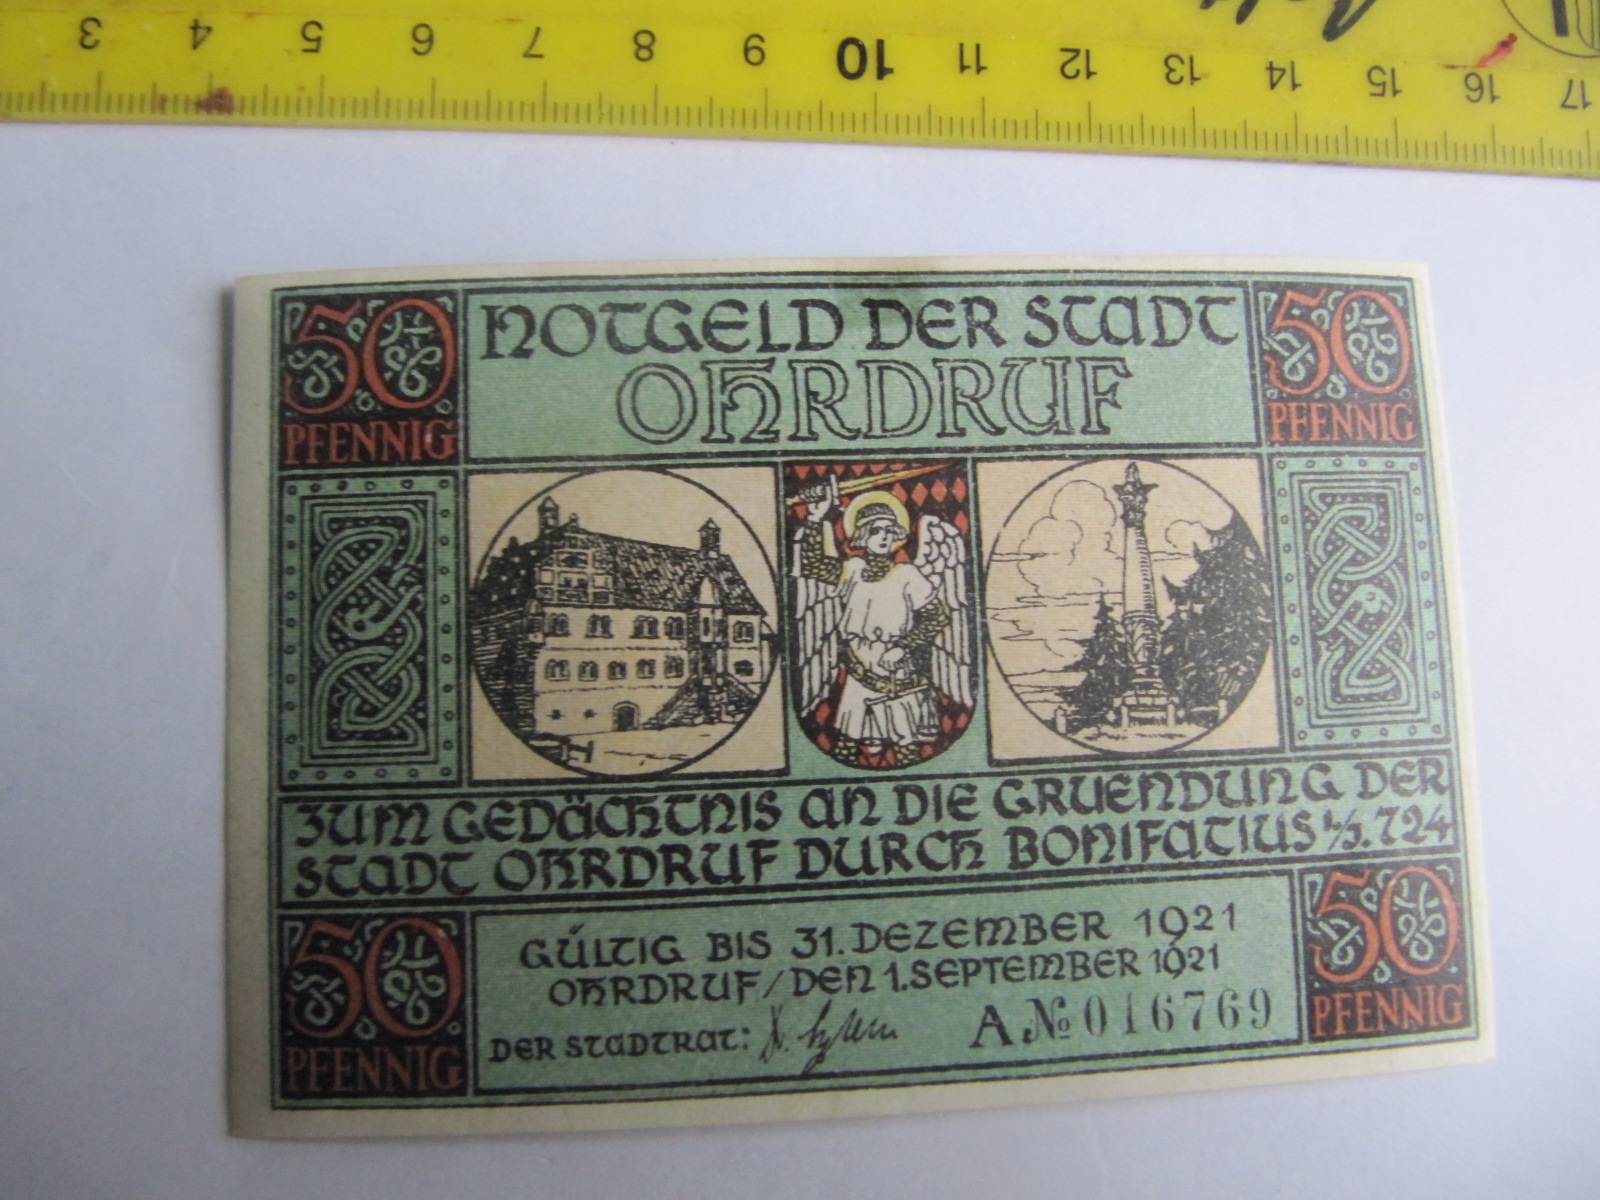 3 4 5 6 7 8 9 10 11 12 13 14 15 16 17
50 PFENNIG
NOTGELD DER STADT
OHRDRUF
50 PFENNIG
ZUM GEDÄCHTNIS AN DIE GRUENDUNG DER
STADT OHRDRUF DURCH BONIFATIUS i/J. 724
50 PFENNIG
GÜLTIG BIS 31. DEZEMBER 1921
OHRDRUF / DEN 1. SEPTEMBER 1921
DER STADTRAT:
A № 016769
50 PFENNIG